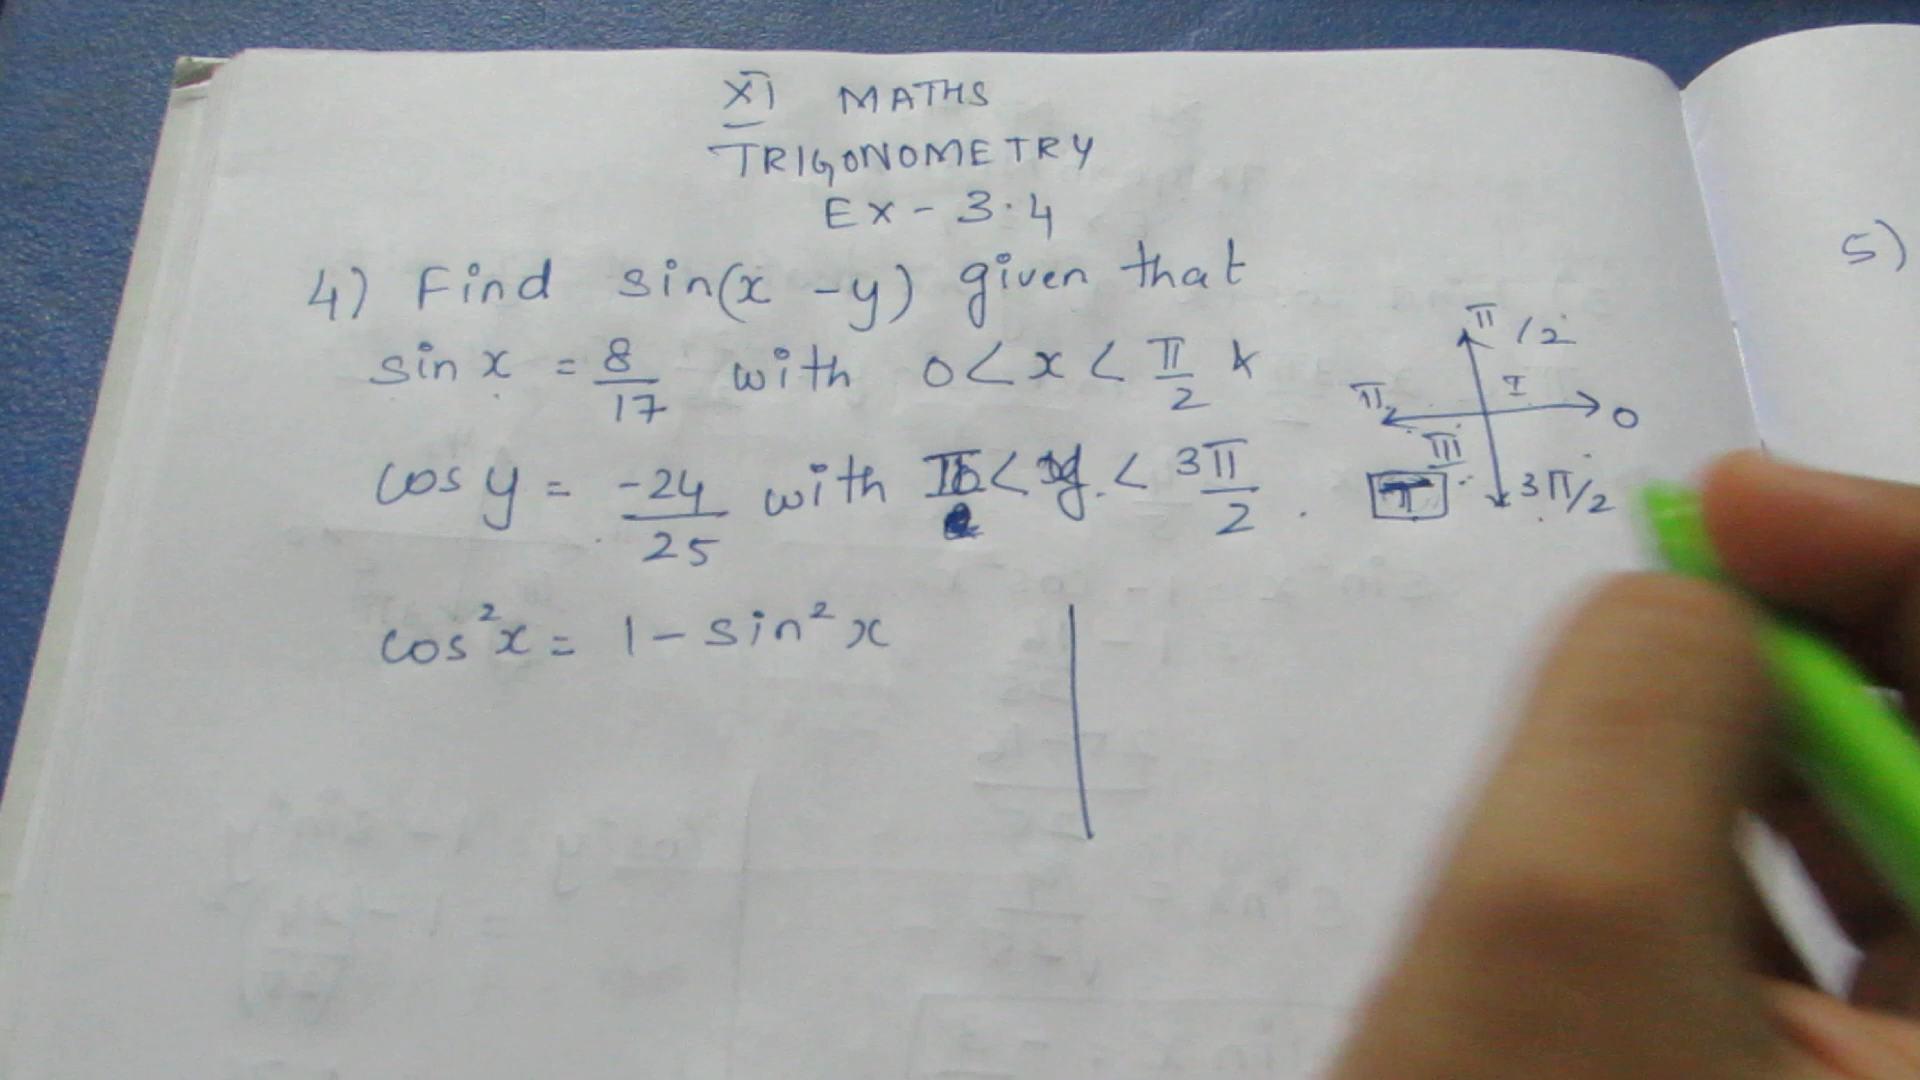 XI MATHS
TRIGONOMETRY
EX - 3.4
4) Find sin(x - y) given that
sin x = 8/17 with 0 < x < π/2 &
cos y = -24/25 with π < y < 3π/2 .
cos²x = 1 - sin²x
π/2
π I 0
III
3π/2
5)